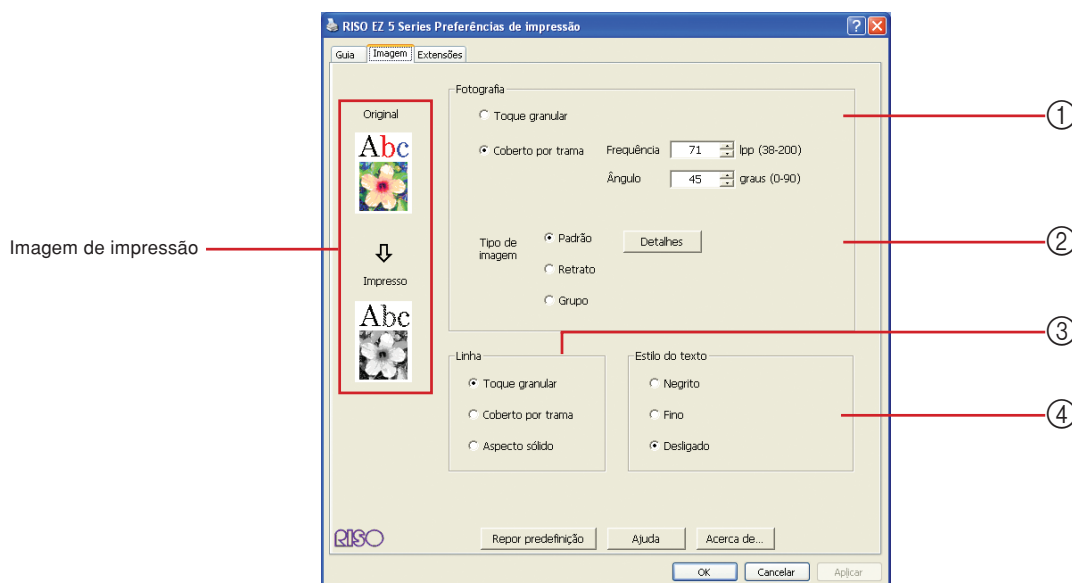 RISO EZ 5 Series Preferências de impressão
Guia Imagem Extensões
Original
Abc
Impresso
Abc
Imagem de impressão
Fotografia
Toque granular
Coberto por trama Frequência 71 lpp (38-200)
Ângulo 45 graus (0-90)
Tipo de imagem
Padrão Detalhes
Retrato
Grupo
Linha
Toque granular
Coberto por trama
Aspecto sólido
Estilo do texto
Negrito
Fino
Desligado
①
②
③
④
RISO
Repor predefinição Ajuda Acerca de...
OK Cancelar Aplicar